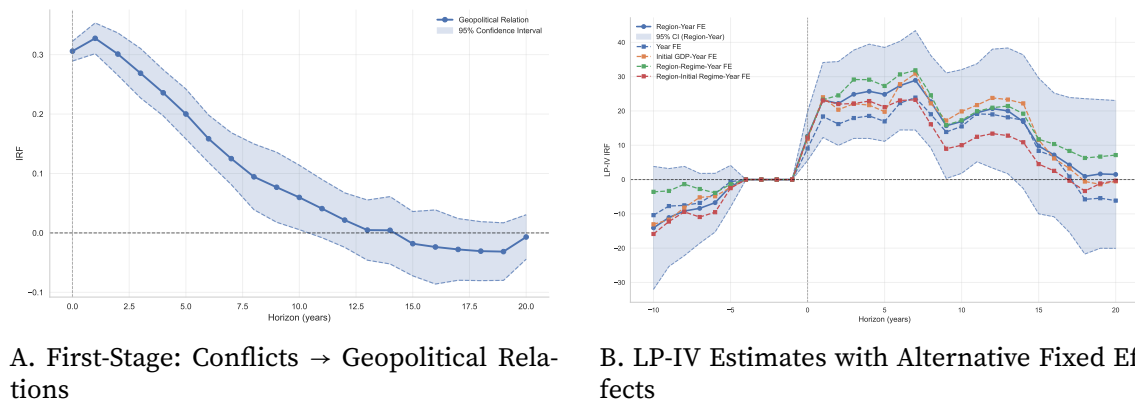 Geopolitical Relation
95% Confidence Interval
0.3
0.2
0.1
0.0
−0.1
IRF
0.0 2.5 5.0 7.5 10.0 12.5 15.0 17.5 20.0
Horizon (years)
A. First-Stage: Conflicts → Geopolitical Rela-
tions
Region-Year FE
95% CI (Region-Year)
Year FE
Initial GDP-Year FE
Region-Regime-Year FE
Region-Initial Regime-Year FE
40
30
20
10
0
−10
−20
−30
LP-IV IRF
−10 −5 0 5 10 15 20
Horizon (years)
B. LP-IV Estimates with Alternative Fixed Ef
fects